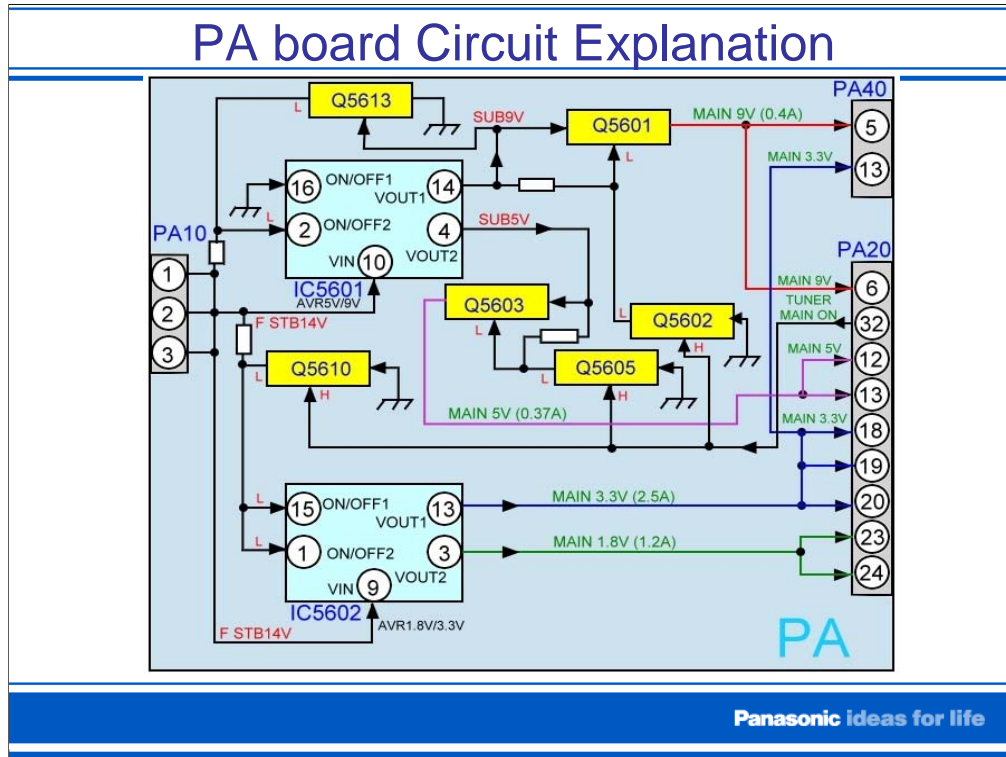 PA board Circuit Explanation
PA40
Q5613
L
SUB9V
Q5601
MAIN 9V (0.4A)
5
L
MAIN 3.3V
13
16 ON/OFF1
VOUT1 14
L
2 ON/OFF2
SUB5V
4
VOUT2
PA10
PA20
VIN 10
1
IC5601
AVR5V/9V
MAIN 9V
6
2
F STB14V
Q5603
TUNER
MAIN ON
32
L
Q5602
L
H
3
MAIN 5V
12
Q5610
L
H
Q5605
L
H
13
MAIN 5V (0.37A)
MAIN 3.3V
18
19
L
15 ON/OFF1
VOUT1 13
MAIN 3.3V (2.5A)
20
L
1 ON/OFF2
3
VOUT2
MAIN 1.8V (1.2A)
23
VIN 9
24
IC5602
AVR1.8V/3.3V
F STB14V
PA
Panasonic ideas for life